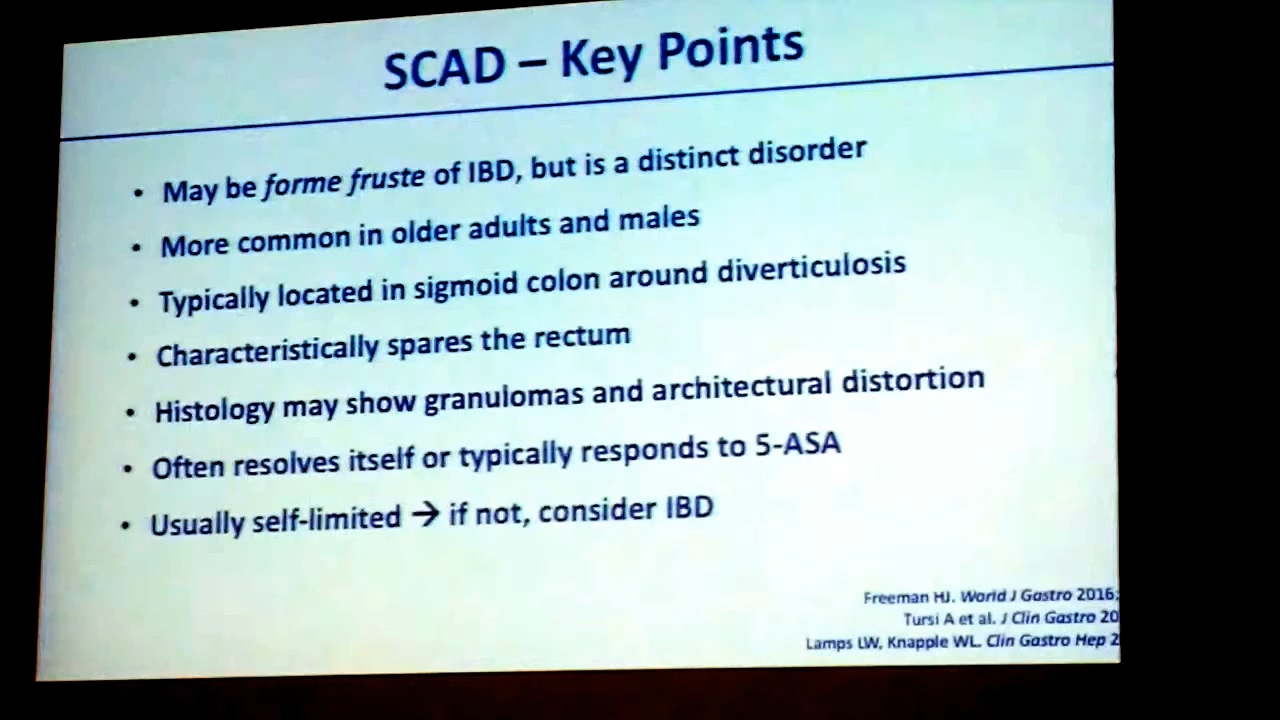 SCAD – Key Points
• May be forme fruste of IBD, but is a distinct disorder
• More common in older adults and males
• Typically located in sigmoid colon around diverticulosis
• Characteristically spares the rectum
• Histology may show granulomas and architectural distortion
• Often resolves itself or typically responds to 5-ASA
• Usually self-limited → if not, consider IBD
Freeman HJ. World J Gastro 2016;
Tursi A et al. J Clin Gastro 20
Lamps LW, Knapple WL. Clin Gastro Hep 2